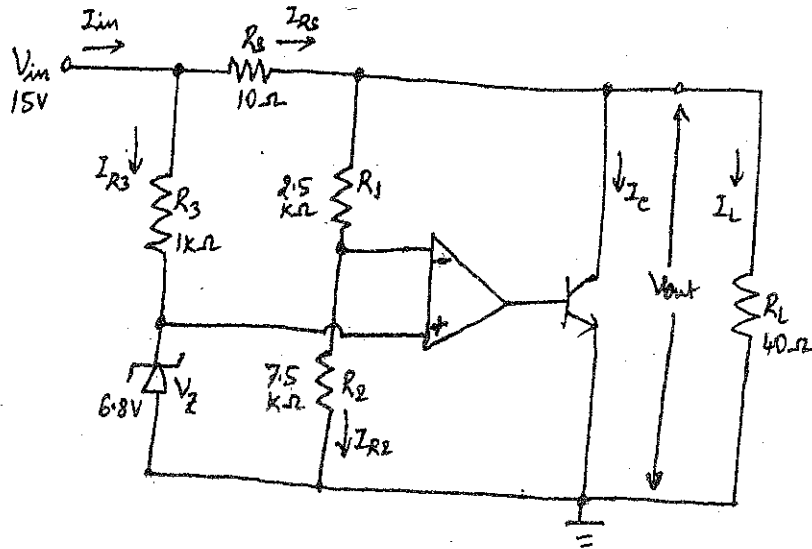 Iin
IRs
Rs
Vin
15V
10Ω
IR3
R3
1kΩ
2.5
kΩ
R1
-
+
IC
IL
Vout
RL
40Ω
VZ
6.8V
7.5
kΩ
R2
IR2